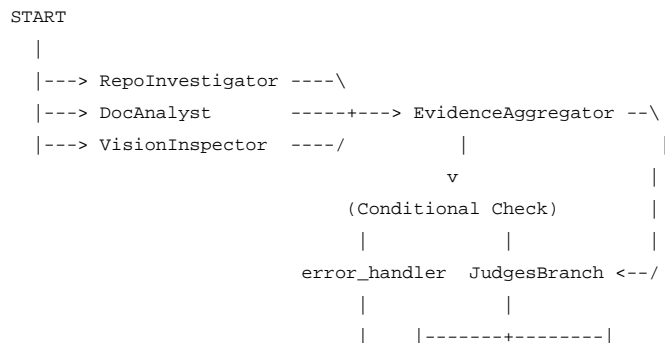 START
  |
  |---> RepoInvestigator ----\
  |---> DocAnalyst      -----+---> EvidenceAggregator --\
  |---> VisionInspector  ----/         |               |
                                      v               |
                              (Conditional Check)       |
                               |            |           |
                           error_handler  JudgesBranch <--/
                               |            |
                               |    |-------+--------|